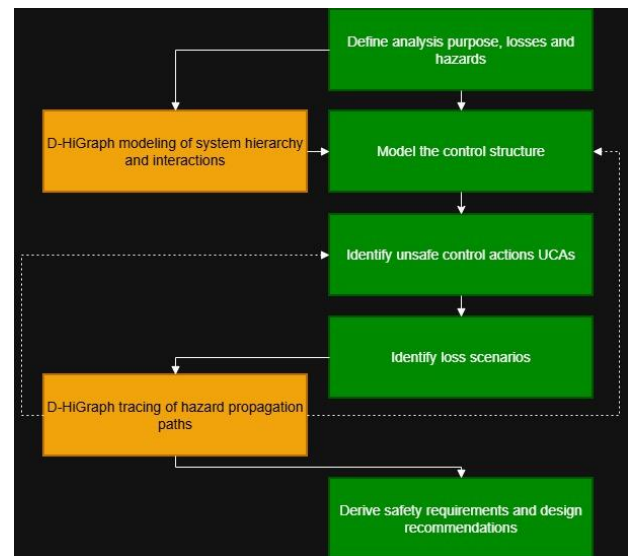 Define analysis purpose, losses and
hazards
D-HiGraph modeling of system hierarchy
and interactions
Model the control structure
Identify unsafe control actions UCAs
Identify loss scenarios
D-HiGraph tracing of hazard propagation
paths
Derive safety requirements and design
recommendations